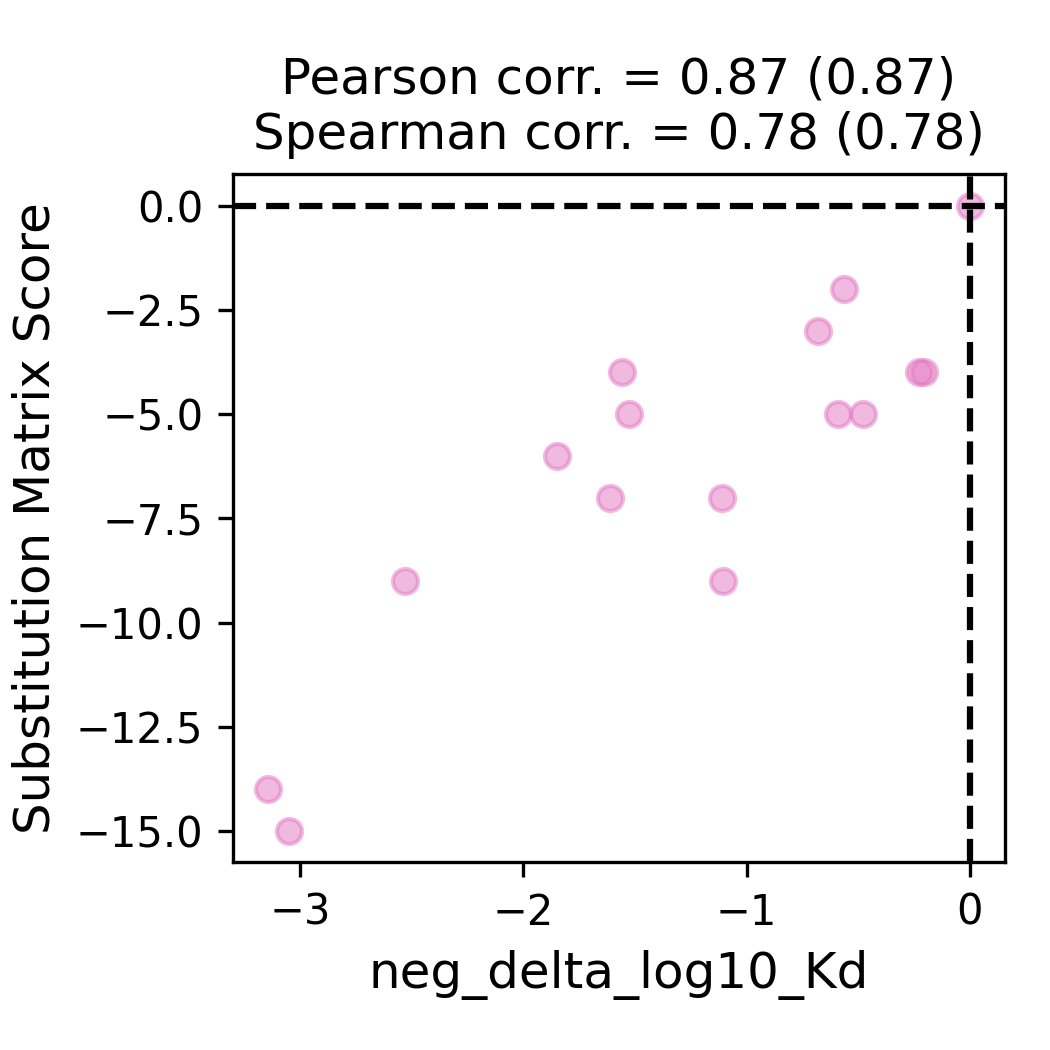 Pearson corr. = 0.87 (0.87)
Spearman corr. = 0.78 (0.78)
Substitution Matrix Score
0.0
−2.5
−5.0
−7.5
−10.0
−12.5
−15.0
−3
−2
−1
0
neg_delta_log10_Kd